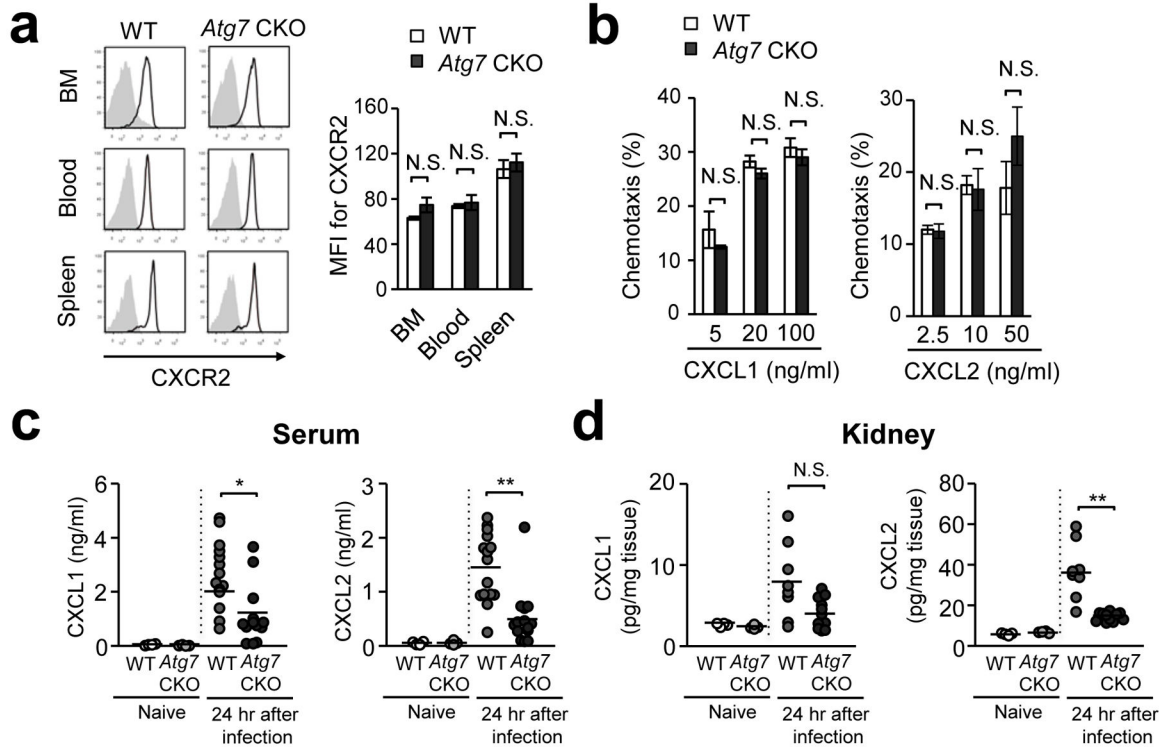 a
WT
Atg7 CKO
BM
Blood
Spleen
CXCR2
WT
Atg7 CKO
MFI for CXCR2
160
120
80
40
0
N.S.
N.S.
N.S.
BM
Blood
Spleen
b
WT
Atg7 CKO
Chemotaxis (%)
40
30
20
10
0
N.S.
N.S.
N.S.
5 20 100
CXCL1 (ng/ml)
Chemotaxis (%)
30
20
10
0
N.S.
N.S.
N.S.
2.5 10 50
CXCL2 (ng/ml)
c
Serum
CXCL1 (ng/ml)
6
4
2
0
*
WT Atg7 WT Atg7
CKO CKO
Naive 24 hr after
infection
CXCL2 (ng/ml)
3
2
1
0
**
WT Atg7 WT Atg7
CKO CKO
Naive 24 hr after
infection
d
Kidney
CXCL1
(pg/mg tissue)
20
10
0
N.S.
WT Atg7 WT Atg7
CKO CKO
Naive 24 hr after
infection
CXCL2
(pg/mg tissue)
80
60
40
20
0
**
WT Atg7 WT Atg7
CKO CKO
Naive 24 hr after
infection